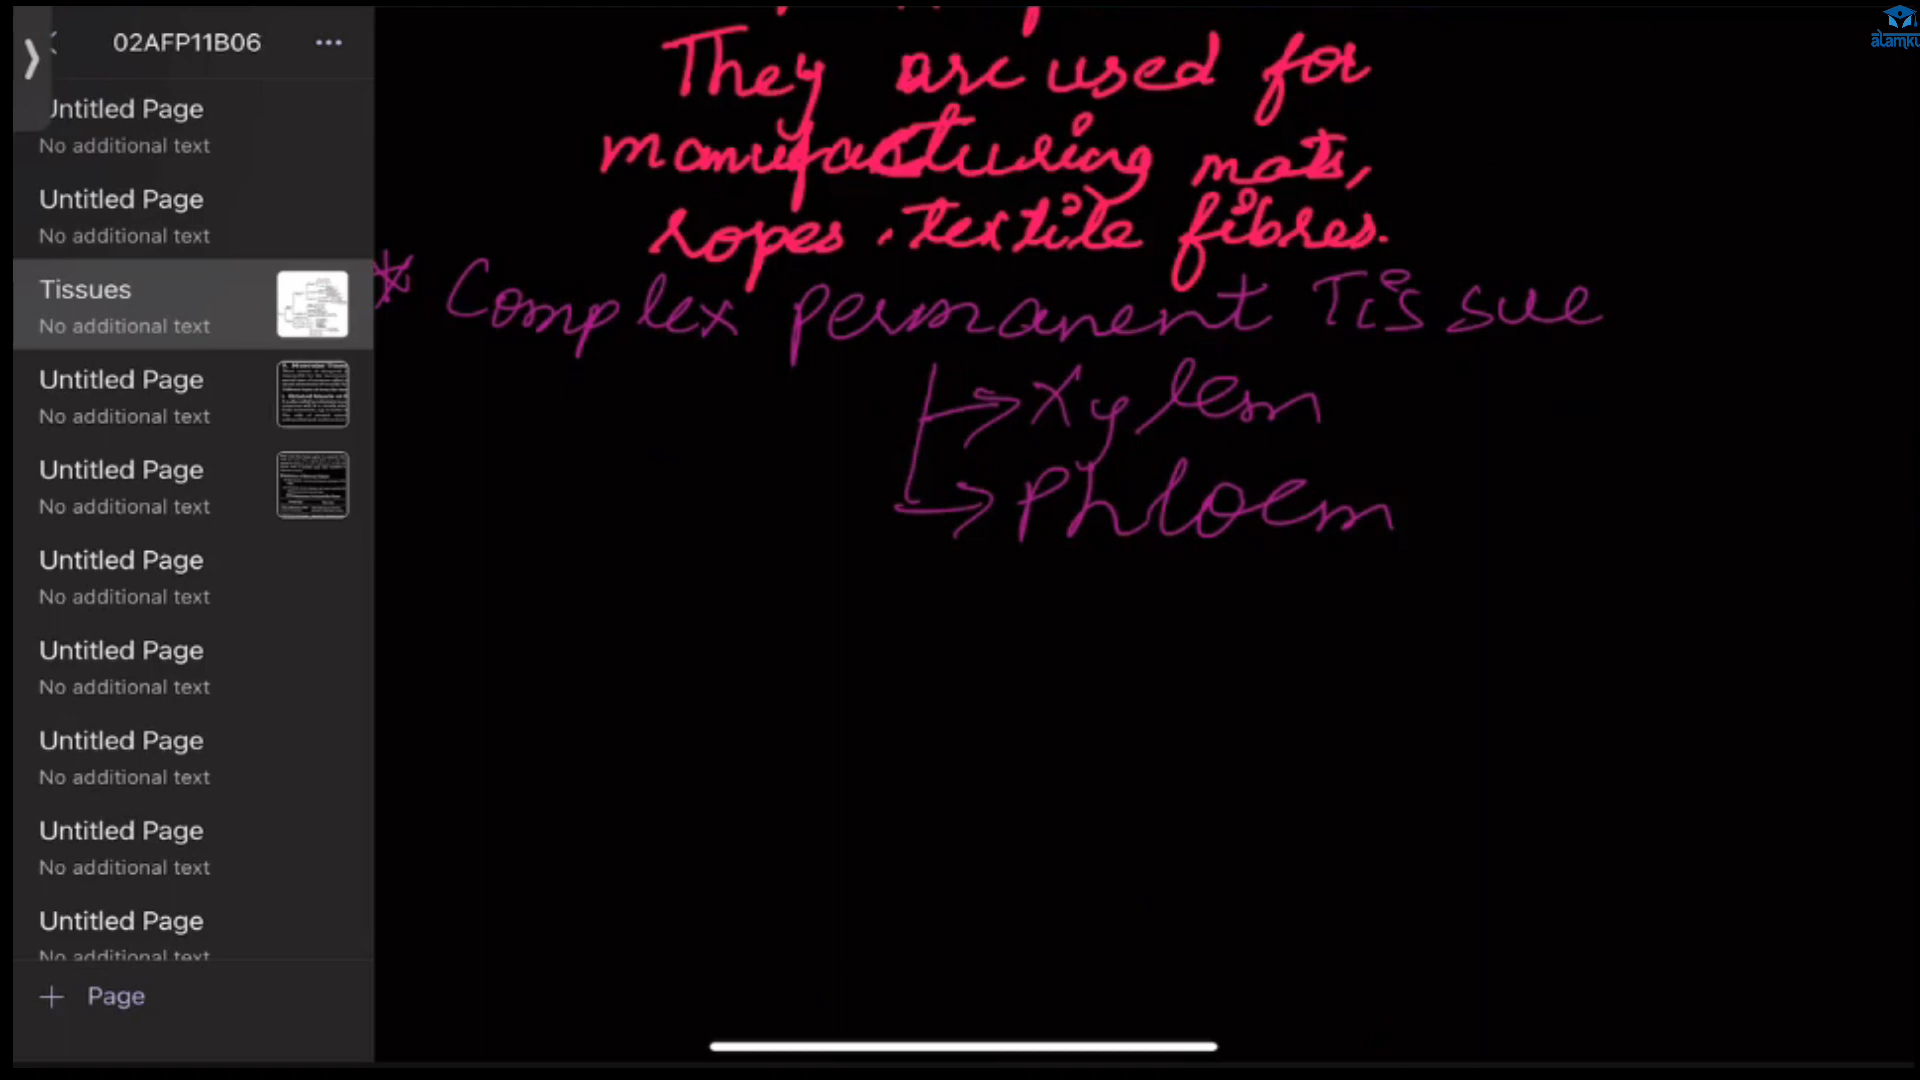 02AFP11B06
Untitled Page
No additional text
Untitled Page
No additional text
Tissues
No additional text
Untitled Page
No additional text
Untitled Page
No additional text
Untitled Page
No additional text
Untitled Page
No additional text
Untitled Page
No additional text
Untitled Page
No additional text
Untitled Page
No additional text
+ Page
They are used for
manufacturing mats,
ropes, textile fibres.
* Complex permanent Tissue
→ Xylem
→ Phloem